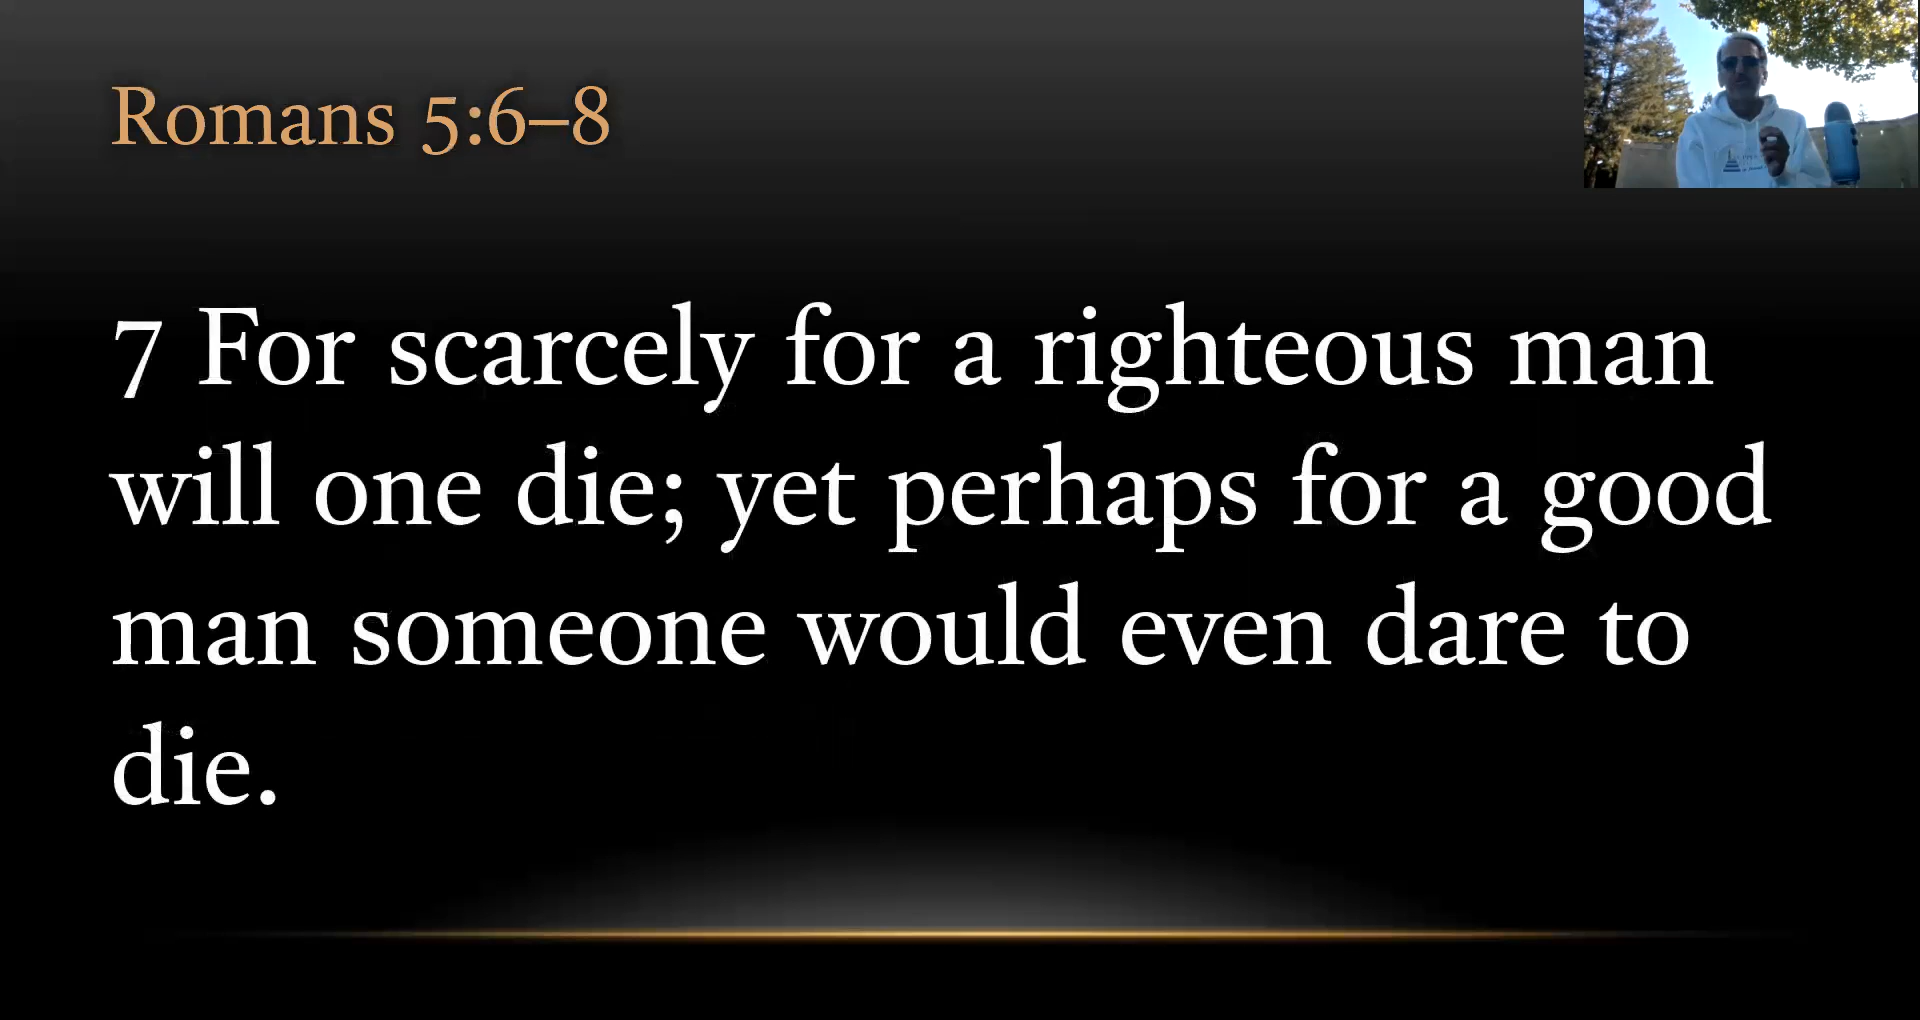 Romans 5:6–8
7 For scarcely for a righteous man
will one die; yet perhaps for a good
man someone would even dare to
die.